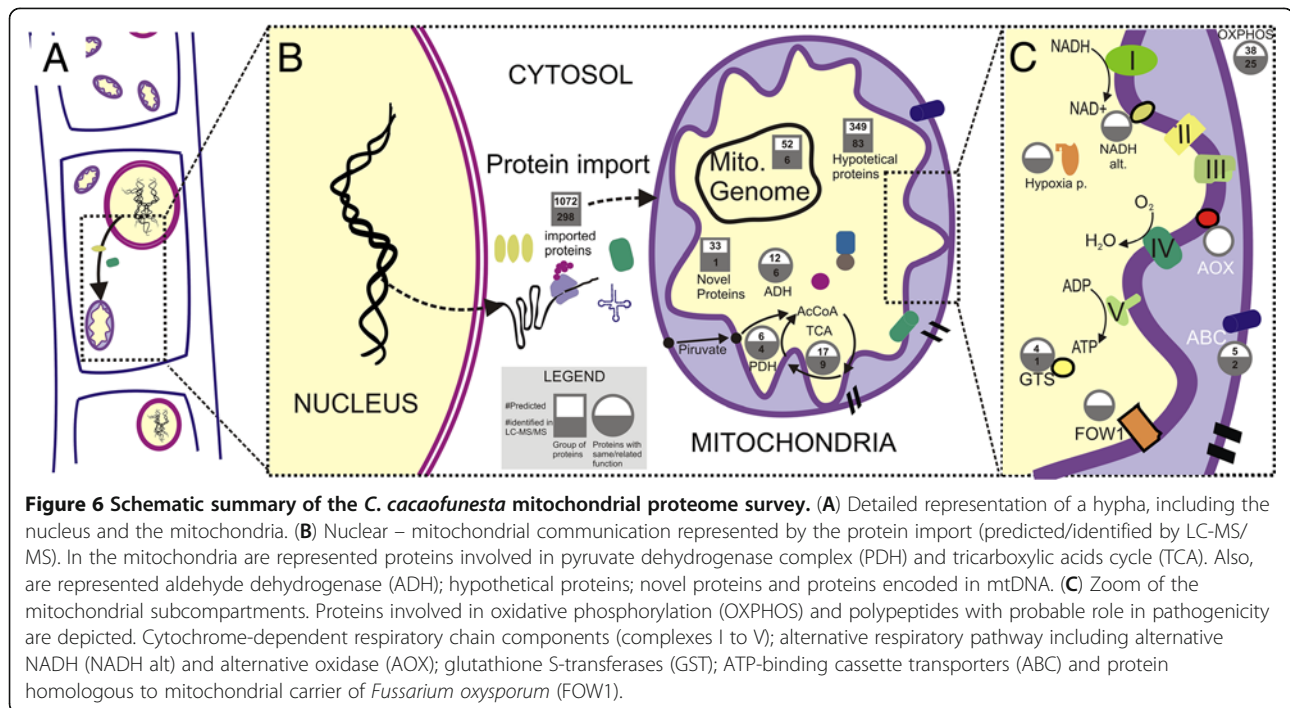 A
B
C
CYTOSOL
Protein import
1072
298
imported
proteins
NUCLEUS
LEGEND
#Predicted
#identified in
LC-MS/MS
Group of
proteins
Proteins with
same/related
function
Mito.
Genome
52
6
349
83
Hypotetical
proteins
33
1
Novel
Proteins
12
6
ADH
AcCoA
TCA
Piruvate
6
4
PDH
17
9
MITOCHONDRIA
OXPHOS
38
25
NADH
I
NAD+
NADH
alt.
II
III
Hypoxia p.
O2
H2O
IV
AOX
ADP
V
ATP
4
1
GTS
ABC
5
2
FOW1
Figure 6 Schematic summary of the C. cacaofunesta mitochondrial proteome survey. (A) Detailed representation of a hypha, including the
nucleus and the mitochondria. (B) Nuclear – mitochondrial communication represented by the protein import (predicted/identified by LC-MS/
MS). In the mitochondria are represented proteins involved in pyruvate dehydrogenase complex (PDH) and tricarboxylic acids cycle (TCA). Also,
are represented aldehyde dehydrogenase (ADH); hypothetical proteins; novel proteins and proteins encoded in mtDNA. (C) Zoom of the
mitochondrial subcompartments. Proteins involved in oxidative phosphorylation (OXPHOS) and polypeptides with probable role in pathogenicity
are depicted. Cytochrome-dependent respiratory chain components (complexes I to V); alternative respiratory pathway including alternative
NADH (NADH alt) and alternative oxidase (AOX); glutathione S-transferases (GST); ATP-binding cassette transporters (ABC) and protein
homologous to mitochondrial carrier of Fussarium oxysporum (FOW1).